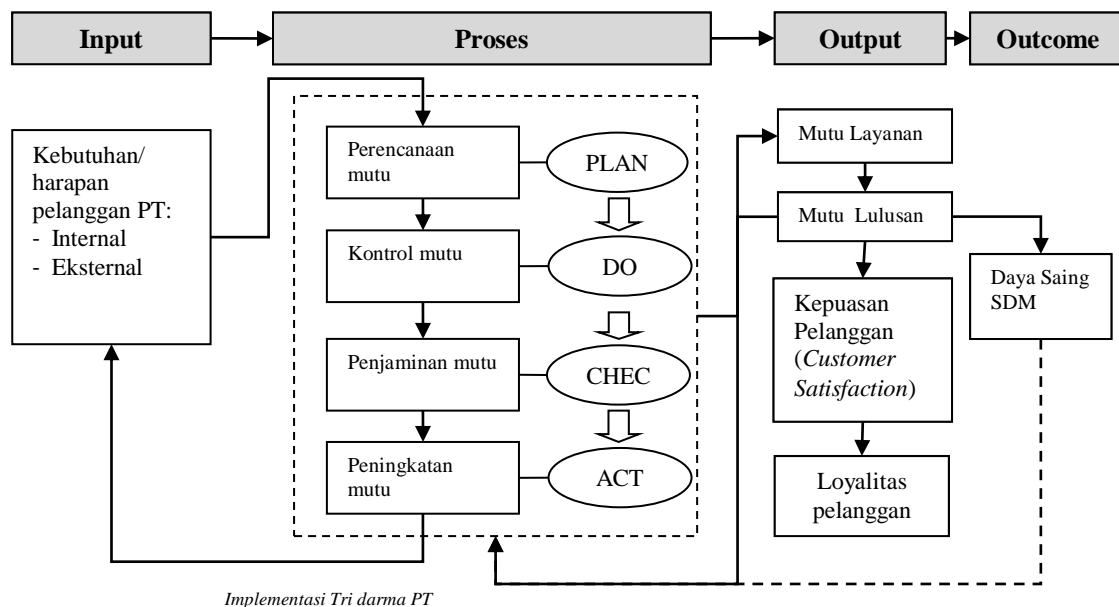 Input
Proses
Output
Outcome
Kebutuhan/
harapan
pelanggan PT:
- Internal
- Eksternal
Perencanaan
mutu
PLAN
Kontrol mutu
DO
Penjaminan mutu
CHEC
Peningkatan
mutu
ACT
Mutu Layanan
Mutu Lulusan
Kepuasan
Pelanggan
(Customer
Satisfaction)
Loyalitas
pelanggan
Daya Saing
SDM
Implementasi Tri darma PT